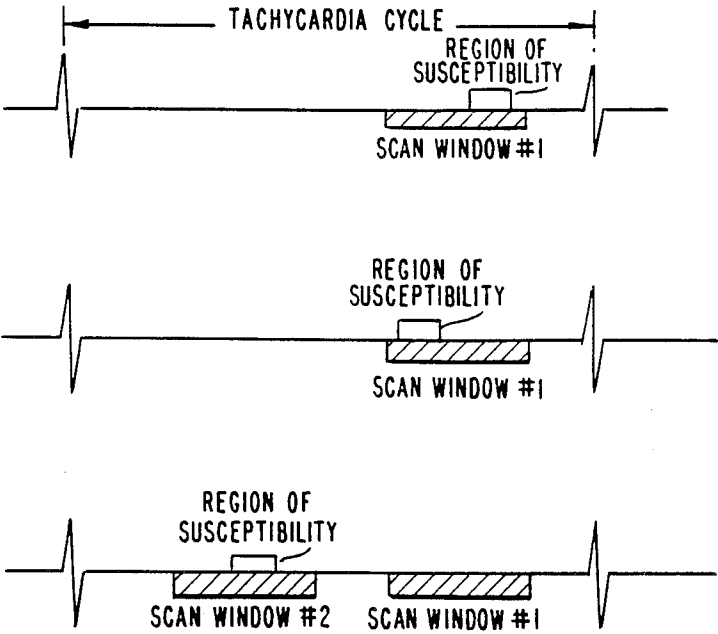 TACHYCARDIA CYCLE
REGION OF
SUSCEPTIBILITY
SCAN WINDOW #1
REGION OF
SUSCEPTIBILITY
SCAN WINDOW #1
REGION OF
SUSCEPTIBILITY
SCAN WINDOW #2 SCAN WINDOW #1